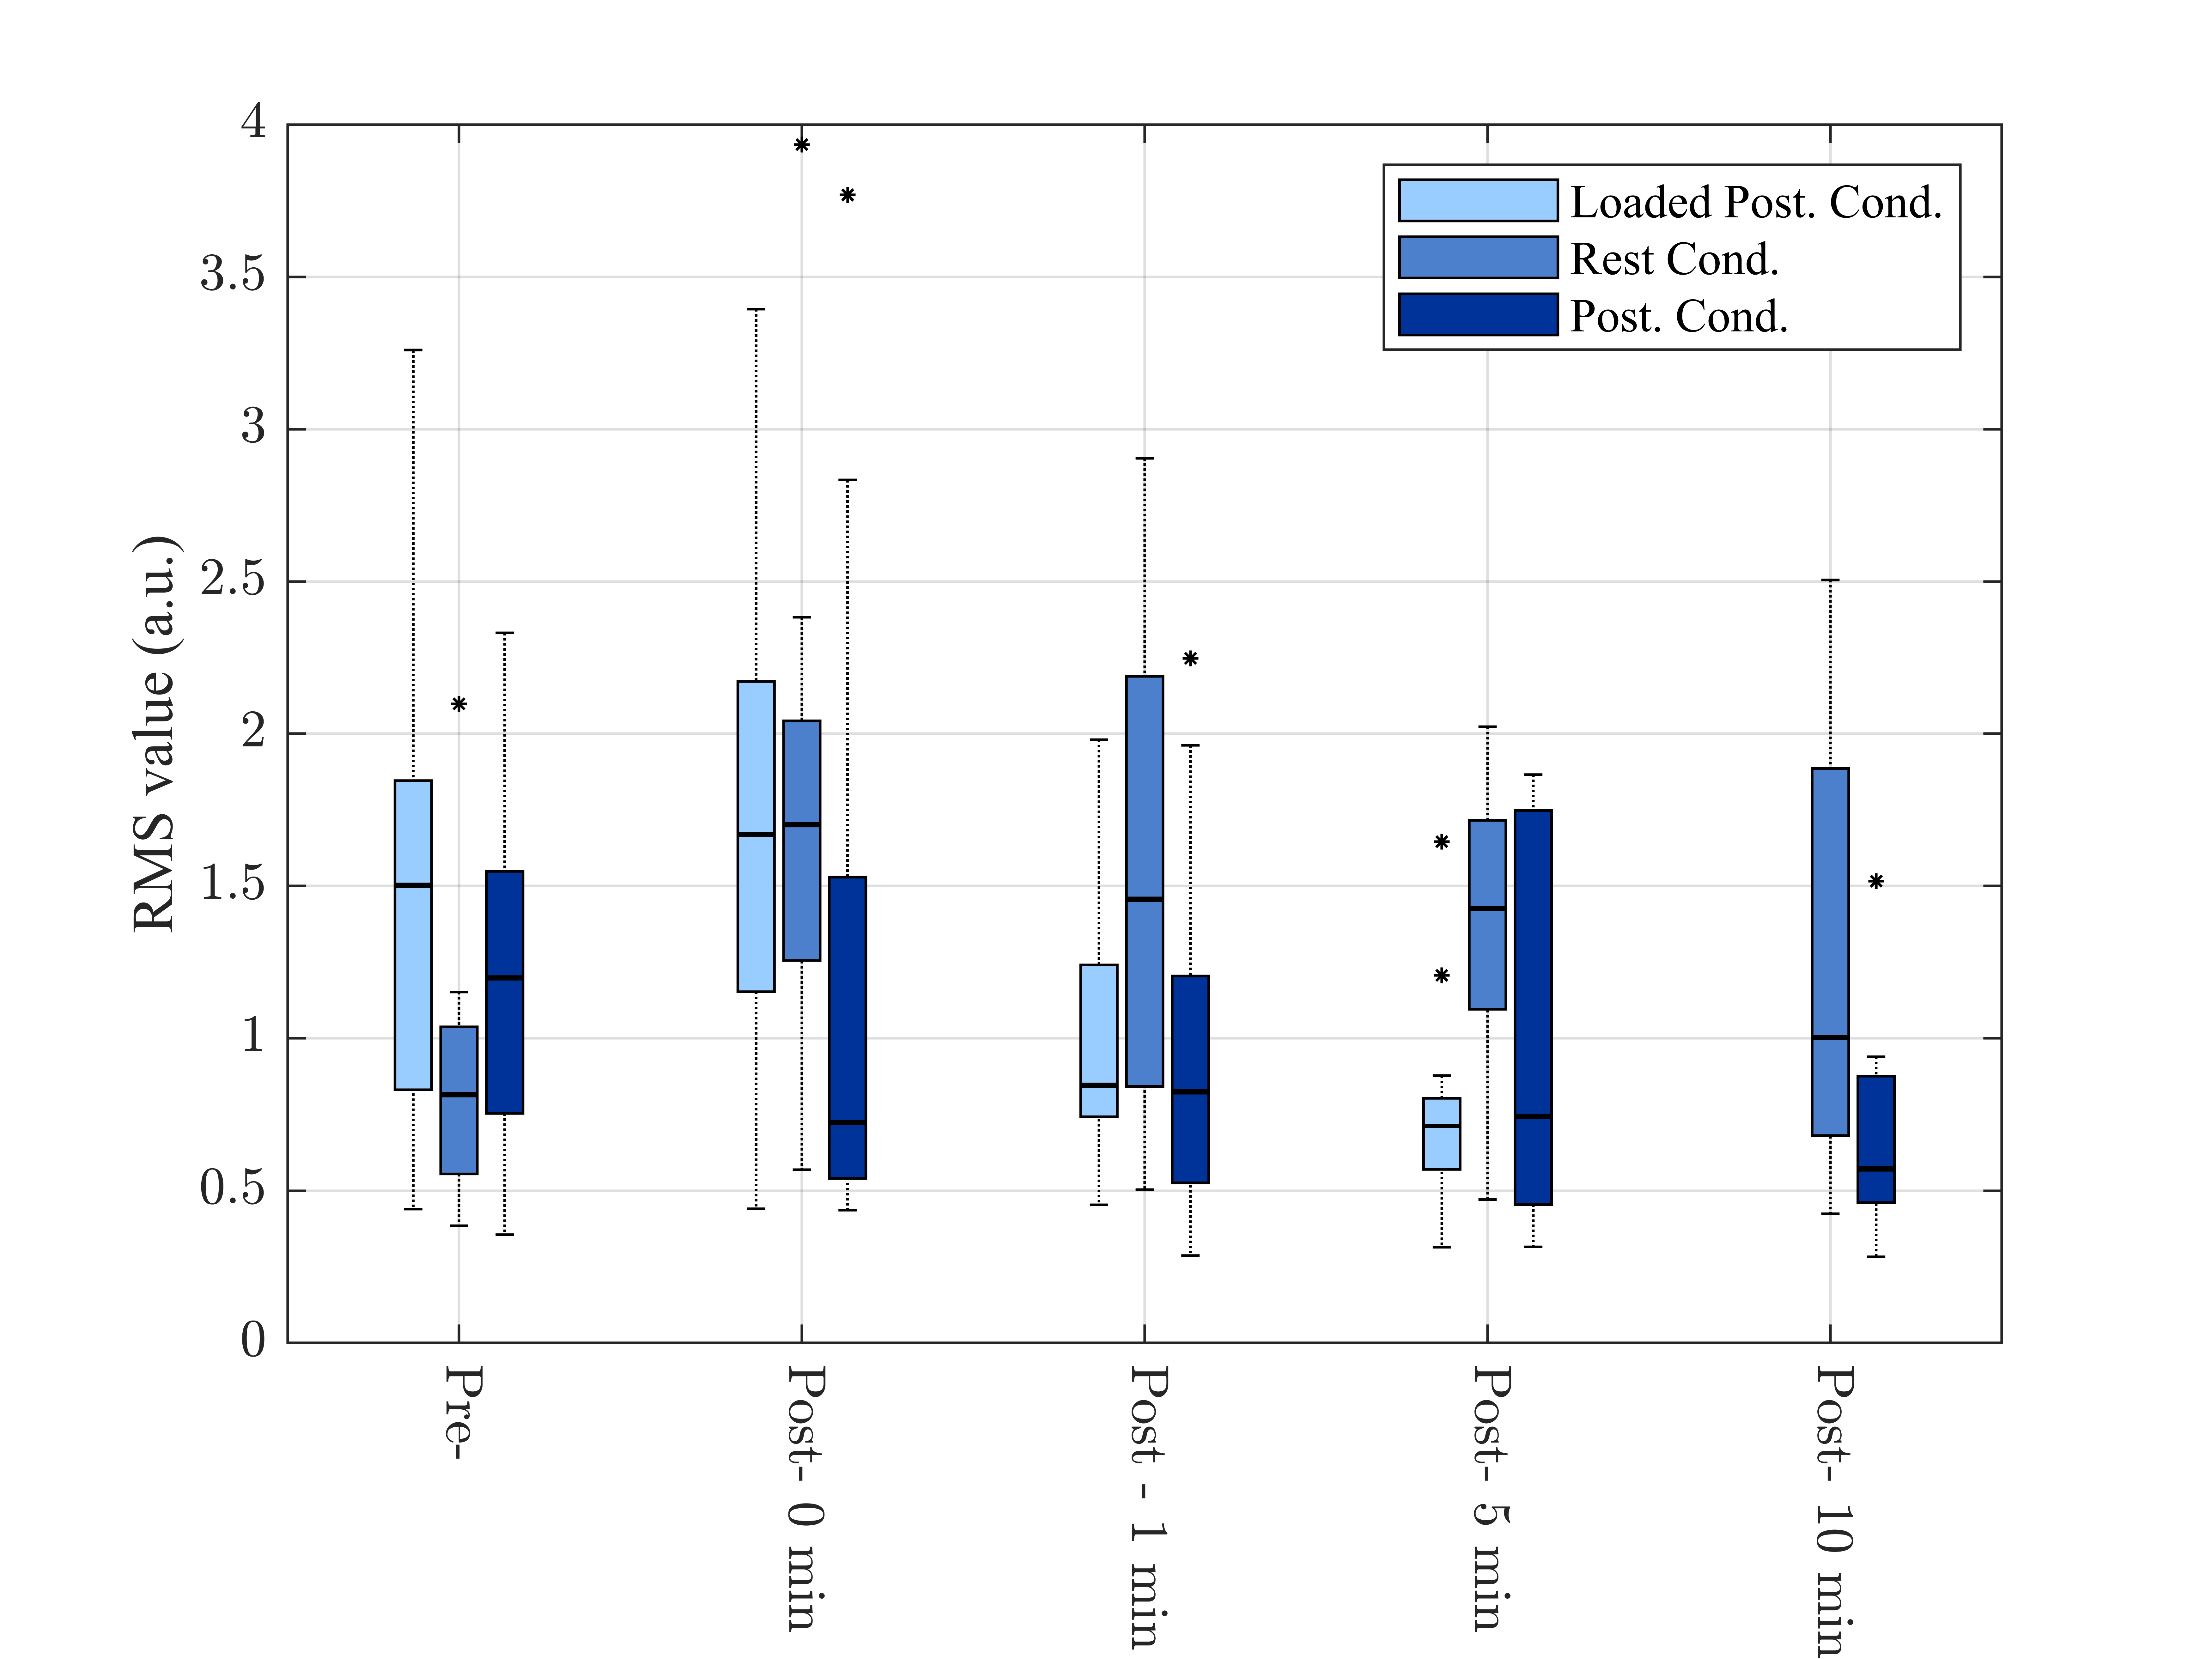 4
3.5
3
2.5
2
1.5
1
0.5
0
RMS value (a.u.)
Loaded Post. Cond.
Rest Cond.
Post. Cond.
Pre-
Post- 0 min
Post - 1 min
Post- 5 min
Post- 10 min